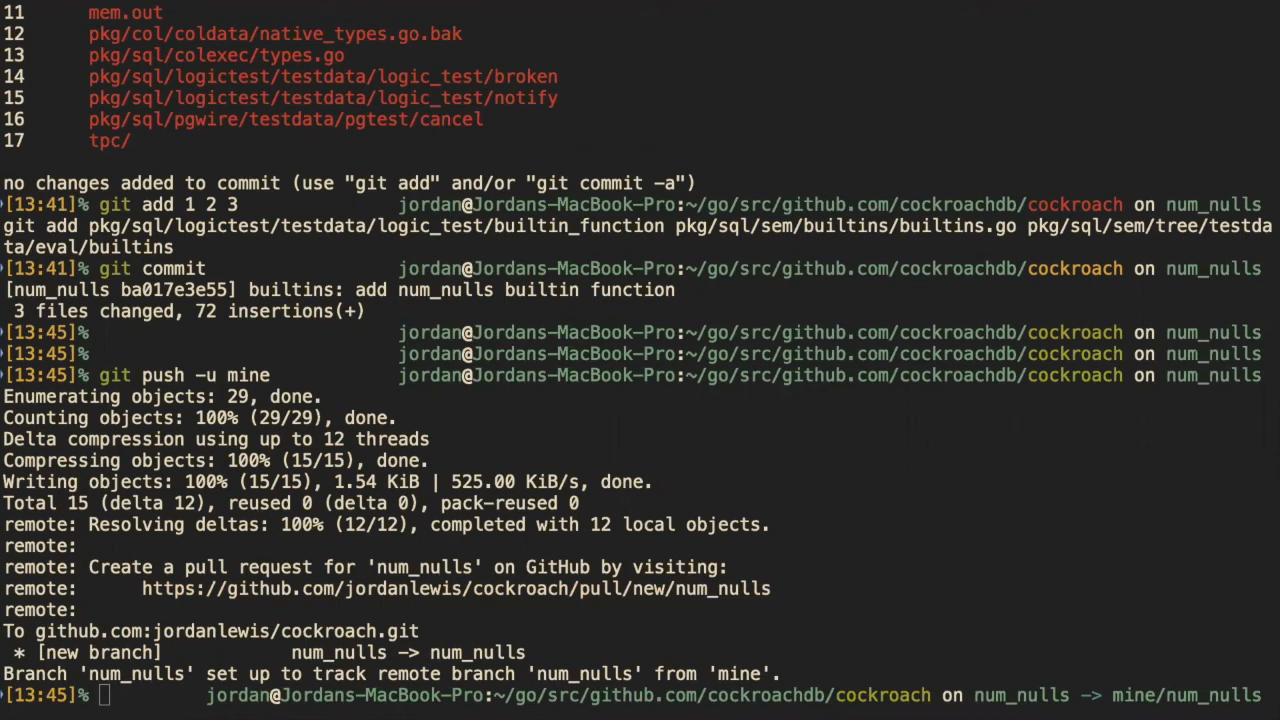 11      mem.out
12      pkg/col/coldata/native_types.go.bak
13      pkg/sql/colexec/types.go
14      pkg/sql/logictest/testdata/logic_test/broken
15      pkg/sql/logictest/testdata/logic_test/notify
16      pkg/sql/pgwire/testdata/pgtest/cancel
17      tpc/
no changes added to commit (use "git add" and/or "git commit -a")
[13:41]% git add 1 2 3               jordan@Jordans-MacBook-Pro:~/go/src/github.com/cockroachdb/cockroach on num_nulls
git add pkg/sql/logictest/testdata/logic_test/builtin_function pkg/sql/sem/builtins/builtins.go pkg/sql/sem/tree/testda
ta/eval/builtins
[13:41]% git commit                  jordan@Jordans-MacBook-Pro:~/go/src/github.com/cockroachdb/cockroach on num_nulls
[num_nulls ba017e3e55] builtins: add num_nulls builtin function
 3 files changed, 72 insertions(+)
[13:45]%                             jordan@Jordans-MacBook-Pro:~/go/src/github.com/cockroachdb/cockroach on num_nulls
[13:45]%                             jordan@Jordans-MacBook-Pro:~/go/src/github.com/cockroachdb/cockroach on num_nulls
[13:45]% git push -u mine            jordan@Jordans-MacBook-Pro:~/go/src/github.com/cockroachdb/cockroach on num_nulls
Enumerating objects: 29, done.
Counting objects: 100% (29/29), done.
Delta compression using up to 12 threads
Compressing objects: 100% (15/15), done.
Writing objects: 100% (15/15), 1.54 KiB | 525.00 KiB/s, done.
Total 15 (delta 12), reused 0 (delta 0), pack-reused 0
remote: Resolving deltas: 100% (12/12), completed with 12 local objects.
remote:
remote: Create a pull request for 'num_nulls' on GitHub by visiting:
remote:      https://github.com/jordanlewis/cockroach/pull/new/num_nulls
remote:
To github.com:jordanlewis/cockroach.git
 * [new branch]            num_nulls -> num_nulls
Branch 'num_nulls' set up to track remote branch 'num_nulls' from 'mine'.
[13:45]%           jordan@Jordans-MacBook-Pro:~/go/src/github.com/cockroachdb/cockroach on num_nulls -> mine/num_nulls